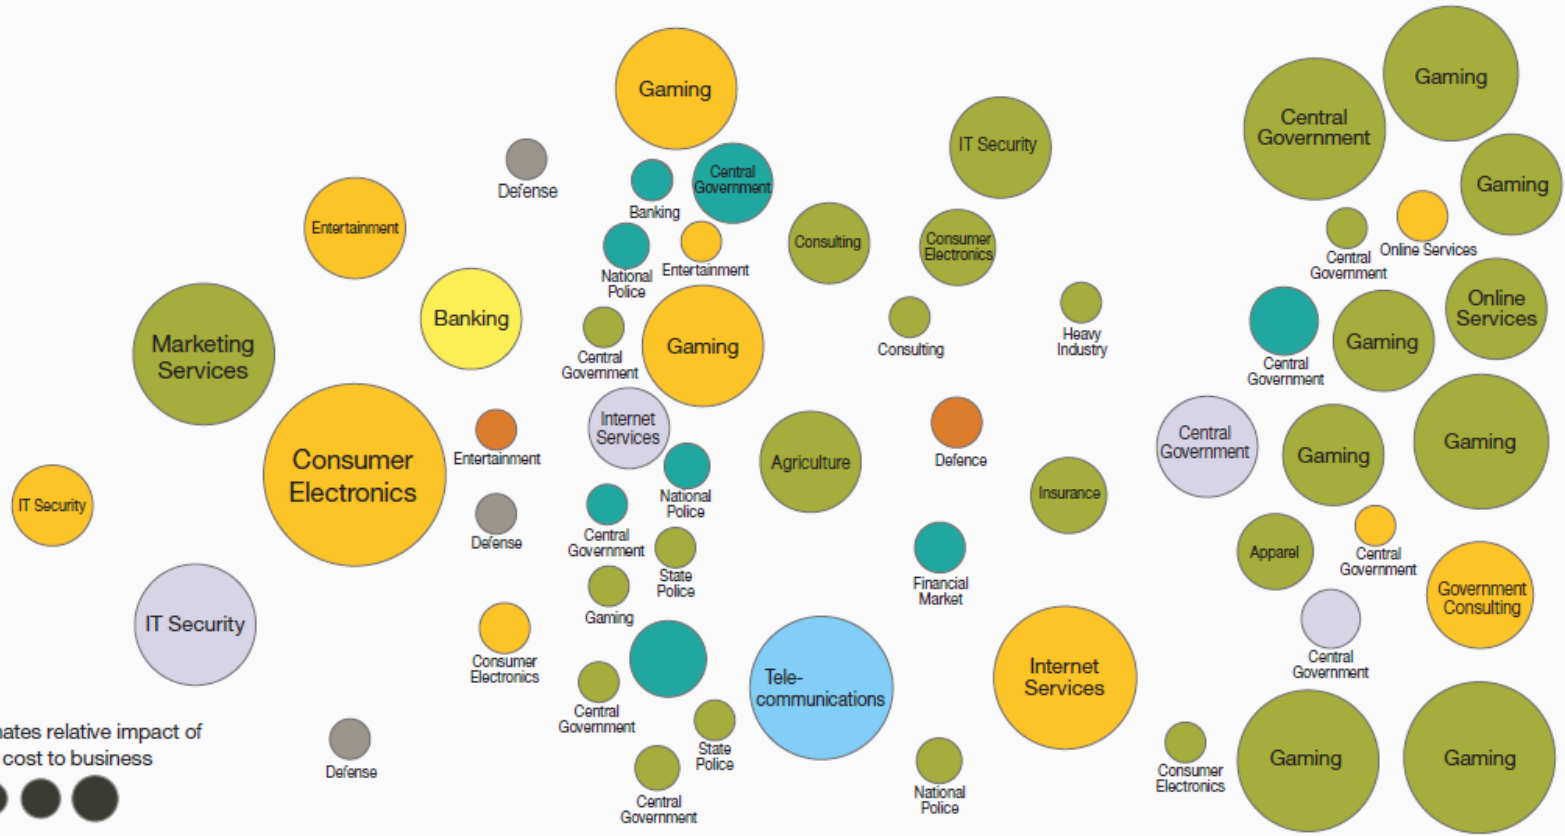 IT Security
Marketing
Services
IT Security
Entertainment
Consumer
Electronics
Defense
Banking
Defense
Entertainment
Defense
Consumer
Electronics
Gaming
Banking
Central
Government
National
Police
Entertainment
Central
Government
Gaming
Internet
Services
National
Police
Central
Government
State
Police
Gaming
Central
Government
State
Police
Central
Government
Consulting
Agriculture
Tele-
communications
IT Security
Consumer
Electronics
Consulting
Heavy
Industry
Defence
Insurance
Financial
Market
Internet
Services
National
Police
Gaming
Central
Government
Gaming
Central
Government
Online Services
Central
Government
Gaming
Online
Services
Central
Government
Gaming
Gaming
Apparel
Central
Government
Government
Consulting
Central
Government
Consumer
Electronics
Gaming
Gaming
nates relative impact of
cost to business